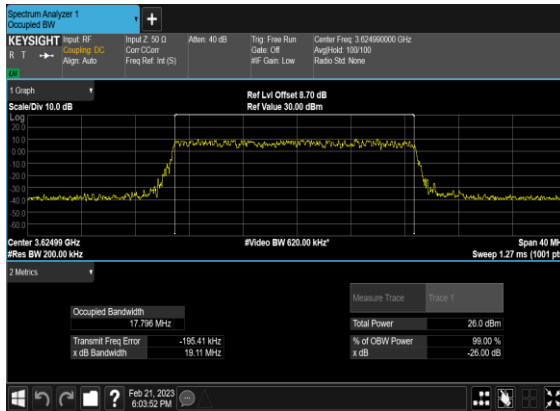 Spectrum Analyzer 1
Occupied BW
+
KEYSIGHT
R T
Input: RF
Coupling: DC
Align: Auto
Input Z: 50 Ω
Corr CCorr
Freq Ref: Int (S)
Atten: 40 dB
Trig: Free Run
Gate: Off
#IF Gain: Low
Center Freq: 3.624990000 GHz
Avg|Hold: 100/100
Radio Std: None
1 Graph
Scale/Div 10.0 dB
Ref Lvl Offset 8.70 dB
Ref Value 30.00 dBm
Log
20.0
10.0
0.00
-10.0
-20.0
-30.0
-40.0
-50.0
-60.0
Center 3.62499 GHz
#Res BW 200.00 kHz
#Video BW 620.00 kHz*
Span 40 MH
Sweep 1.27 ms (1001 pt
2 Metrics
Measure Trace Trace 1
Occupied Bandwidth
17.796 MHz
Total Power 26.0 dBm
Transmit Freq Error -195.41 kHz
% of OBW Power 99.00 %
x dB Bandwidth 19.11 MHz
x dB -26.00 dB
?
Feb 21, 2023
6:03:52 PM